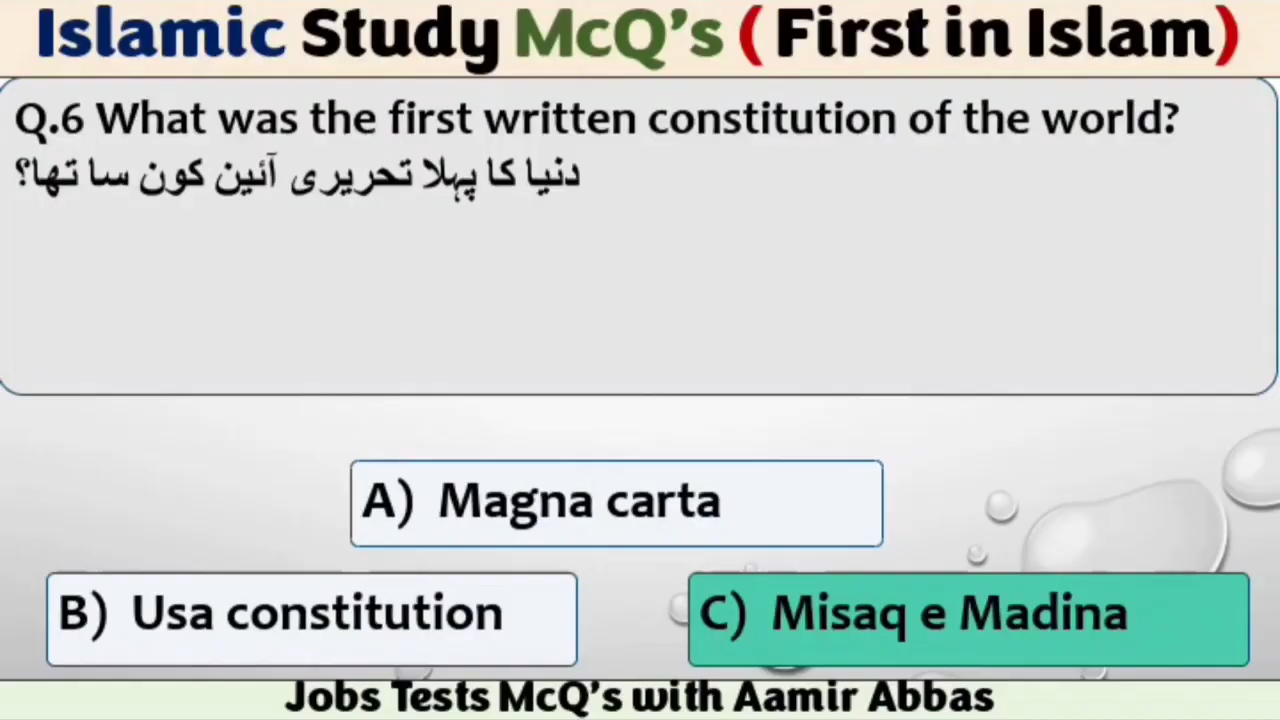 Islamic Study McQ's ( First in Islam)
Q.6 What was the first written constitution of the world?
دنیا کا پہلا تحریری آئین کون سا تھا؟
A) Magna carta
B) Usa constitution
C) Misaq e Madina
Jobs Tests McQ's with Aamir Abbas